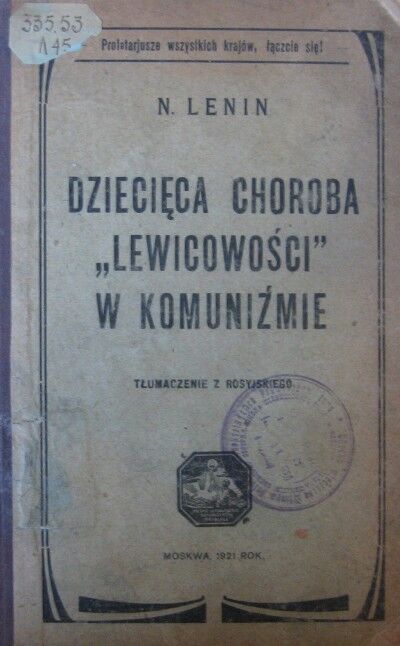 335.53
Л45
Proletarjusze wszystkich krajów, łączcie się!
N. LENIN
DZIECIĘCA CHOROBA
„LEWICOWOŚCI”
W KOMUNIŹMIE
TŁUMACZENIE Z ROSYJSKIEGO.
MOSKWA, 1921 ROK.